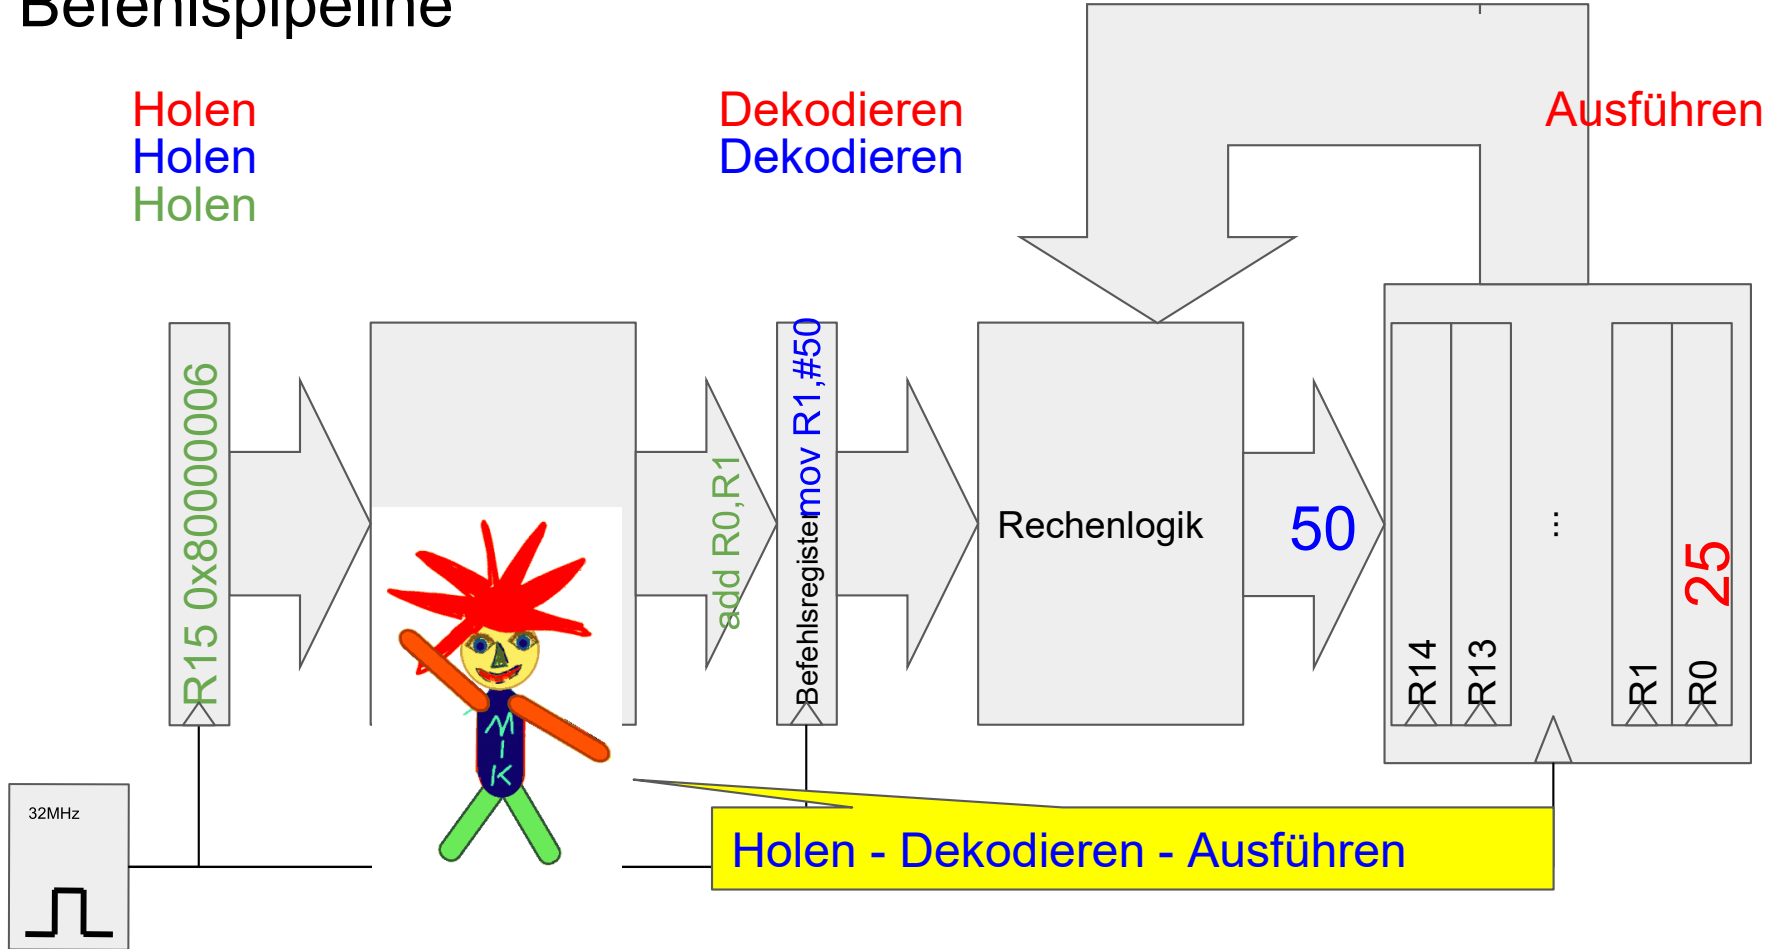 Befehlspipeline
Holen
Holen
Holen
Dekodieren
Dekodieren
Ausführen
R15 0x80000006
add R0,R1
Befehlsregister
mov R1,#50
Rechenlogik
50
R14
R13
...
R1
R0
25
MIK
32MHz
Holen - Dekodieren - Ausführen